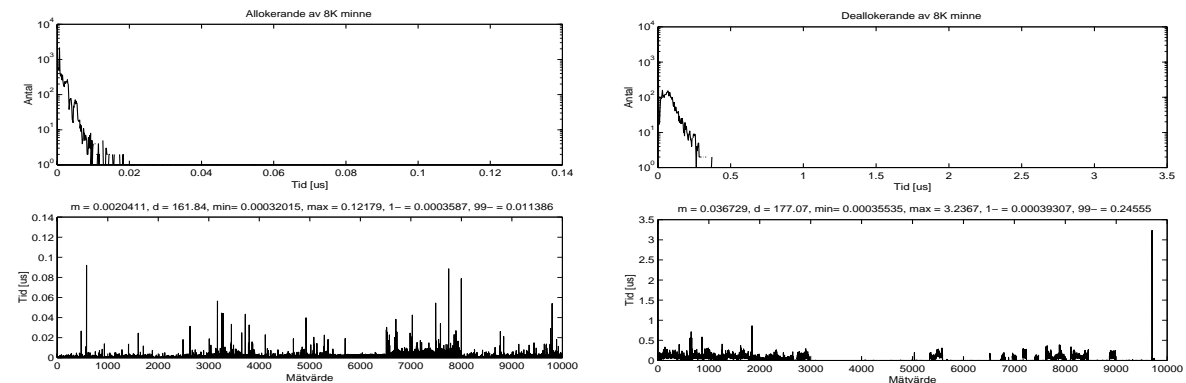 Allokerande av 8K minne
10^4
10^3
10^2
10^1
10^0
Antal
0 0.02 0.04 0.06 0.08 0.1 0.12 0.14
Tid [us]
m = 0.0020411, d = 161.84, min= 0.00032015, max = 0.12179, 1– = 0.0003587, 99– = 0.011386
0.14
0.12
0.1
0.08
0.06
0.04
0.02
0
Tid [us]
0 1000 2000 3000 4000 5000 6000 7000 8000 9000 10000
Mätvärde
Deallokerande av 8K minne
10^4
10^3
10^2
10^1
10^0
Antal
0 0.5 1 1.5 2 2.5 3 3.5
Tid [us]
m = 0.036729, d = 177.07, min= 0.00035535, max = 3.2367, 1– = 0.00039307, 99– = 0.24555
3.5
3
2.5
2
1.5
1
0.5
0
Tid [us]
0 1000 2000 3000 4000 5000 6000 7000 8000 9000 10000
Mätvärde